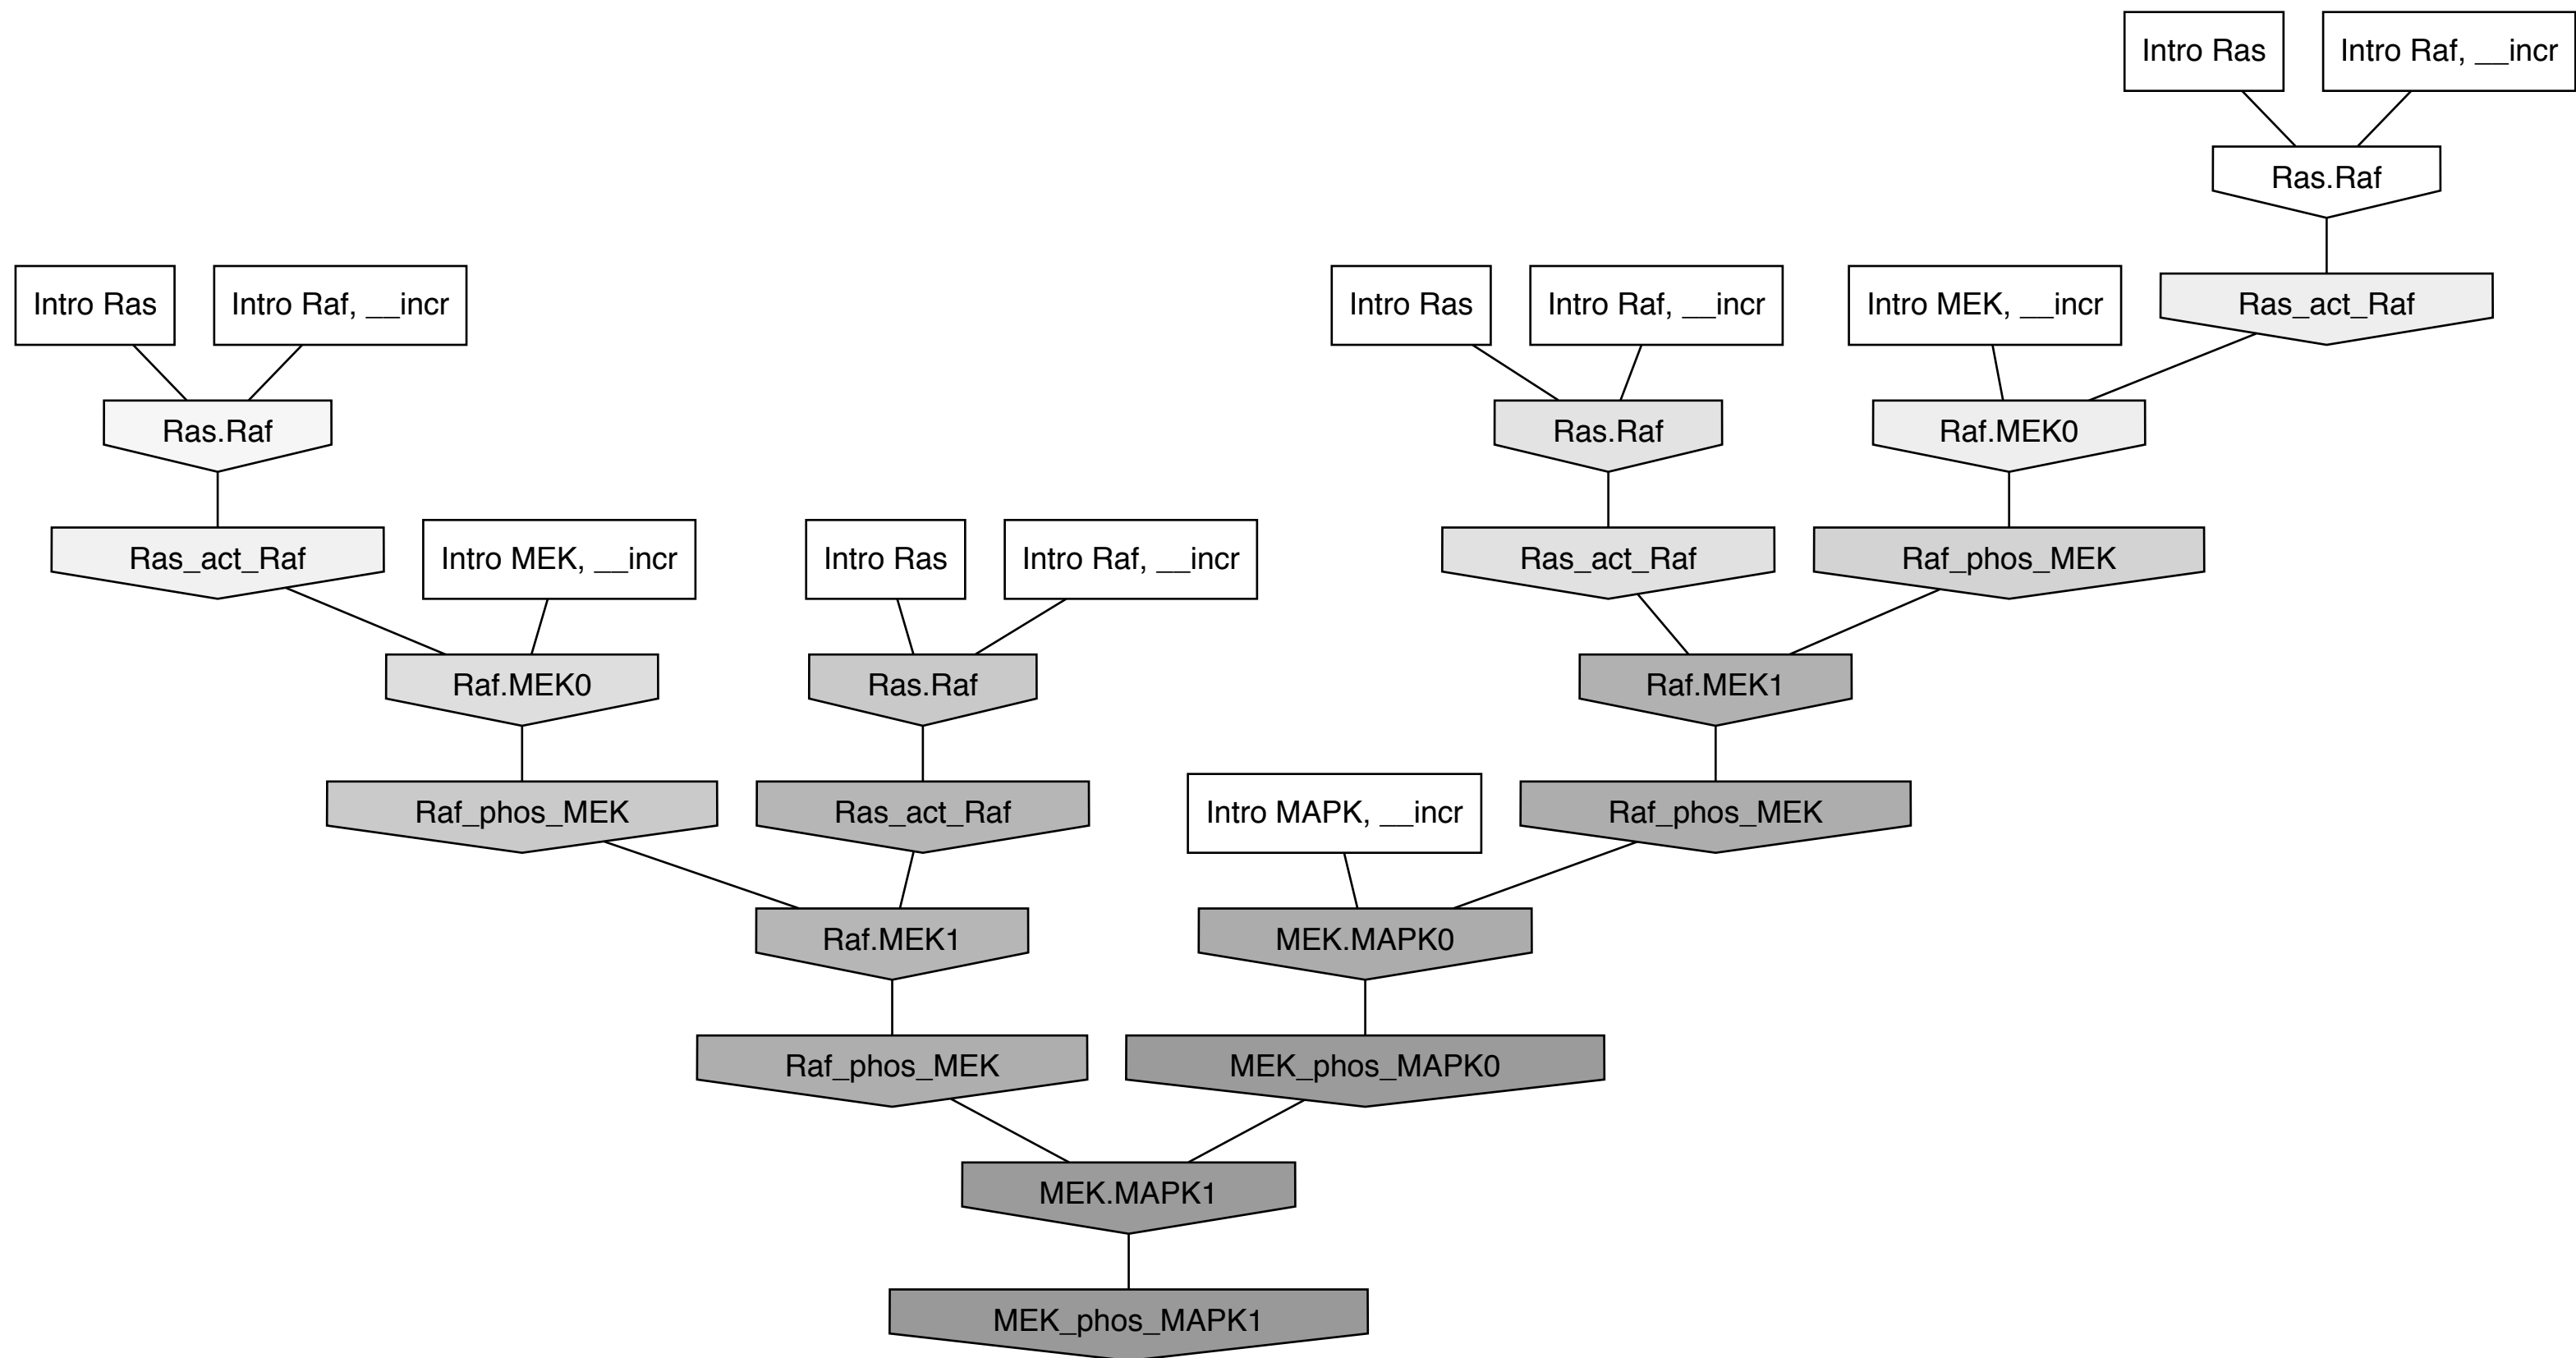 Intro Ras
Intro Raf, __incr
Ras.Raf
Intro Ras
Intro Raf, __incr
Intro Ras
Intro Raf, __incr
Intro MEK, __incr
Ras_act_Raf
Ras.Raf
Ras.Raf
Raf.MEK0
Ras_act_Raf
Intro MEK, __incr
Intro Ras
Intro Raf, __incr
Ras_act_Raf
Raf_phos_MEK
Raf.MEK0
Ras.Raf
Raf.MEK1
Raf_phos_MEK
Ras_act_Raf
Intro MAPK, __incr
Raf_phos_MEK
Raf.MEK1
MEK.MAPK0
Raf_phos_MEK
MEK_phos_MAPK0
MEK.MAPK1
MEK_phos_MAPK1